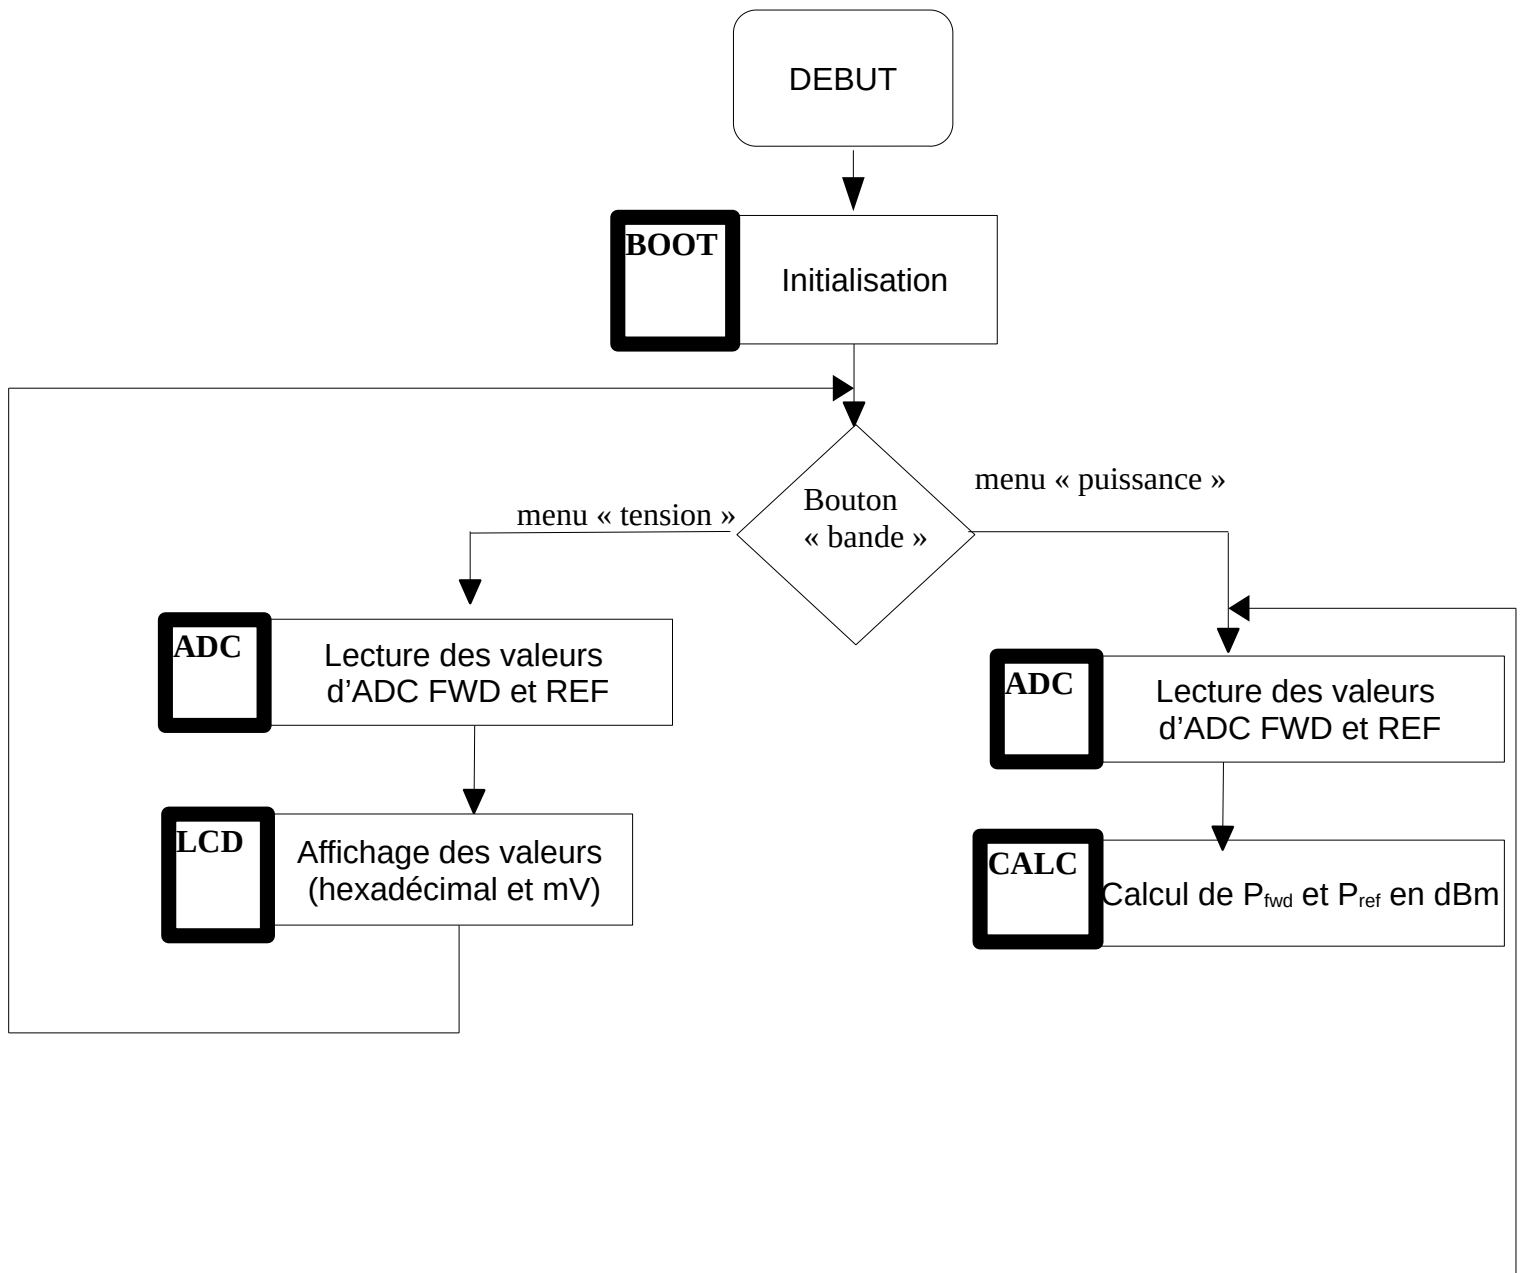 DEBUT
BOOT
Initialisation
menu « puissance »
Bouton
« bande »
menu « tension »
ADC
Lecture des valeurs
d’ADC FWD et REF
ADC
Lecture des valeurs
d’ADC FWD et REF
LCD
Affichage des valeurs
(hexadécimal et mV)
CALC
Calcul de Pfwd et Pref en dBm